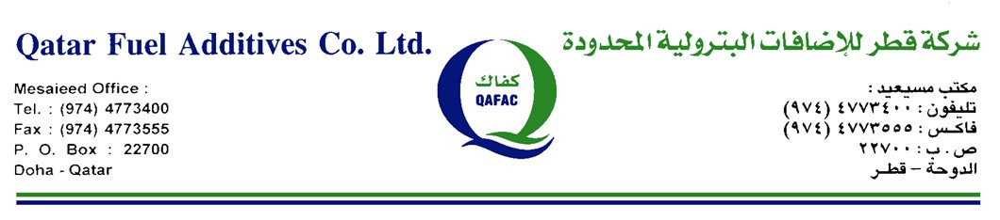 Qatar Fuel Additives Co. Ltd.
Mesaieed Office :
Tel. : (974) 4773400
Fax : (974) 4773555
P. O. Box : 22700
Doha - Qatar
كفاك
QAFAC
شركة قطر للإضافات البترولية المحدودة
مكتب مسيعيد :
تليفون : ٤٧٧٣٤٠٠ (٩٧٤)
فاكس : ٤٧٧٣٥٥٥ (٩٧٤)
ص . ب : ٢٢٧٠٠
الدوحة – قطر